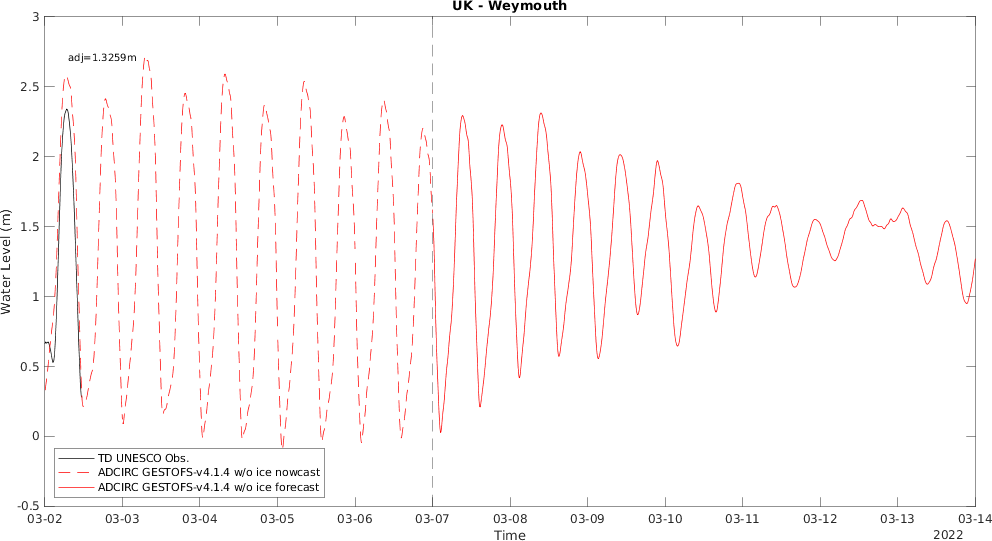 UK - Weymouth
adj=1.3259m
Water Level (m)
3
2.5
2
1.5
1
0.5
0
-0.5
TD UNESCO Obs.
ADCIRC GESTOFS-v4.1.4 w/o ice nowcast
ADCIRC GESTOFS-v4.1.4 w/o ice forecast
03-02 03-03 03-04 03-05 03-06 03-07 03-08 03-09 03-10 03-11 03-12 03-13 03-14
Time
2022